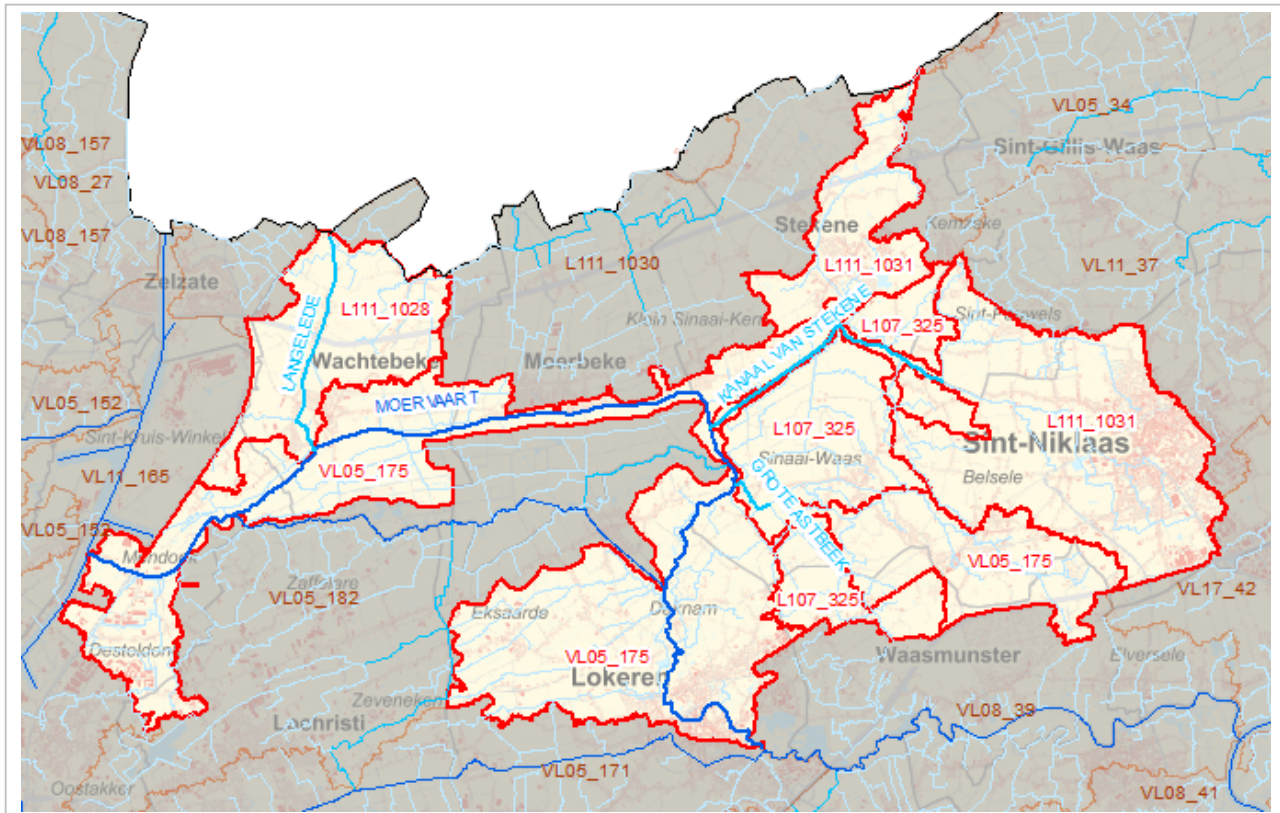 VL05_34
VL08_157
Sint-Gillis-Waas
VL08_27
Stekene
Kemzske
VL08_157
L111_1030
L111_1031
VL11_37
Zelzate
LANGELEDE
L111_1028
Klein Sinaai-Kem
KANAAL VAN STEKENE
L107_325
Sint-Pauwels
Wachtebeke
Moerbeke
VL05_152
MOERVAART
L111_1031
Sint-Kruis-Winkel
L107_325
Sint-Niklaas
VL05_175
Sinaai-Waas
Belsele
VL11_165
GROTE ASTBEEK
VL05_152
Mendonk
VL05_175
Zaffelare
VL05_182
L107_325
VL17_42
Eksaarde
Daknam
Desteldonk
VL05_175
Waasmunster
Elversele
Lokeren
Zeveneken
Lochristi
VL08_39
VL05_171
Oostakker
VL08_41